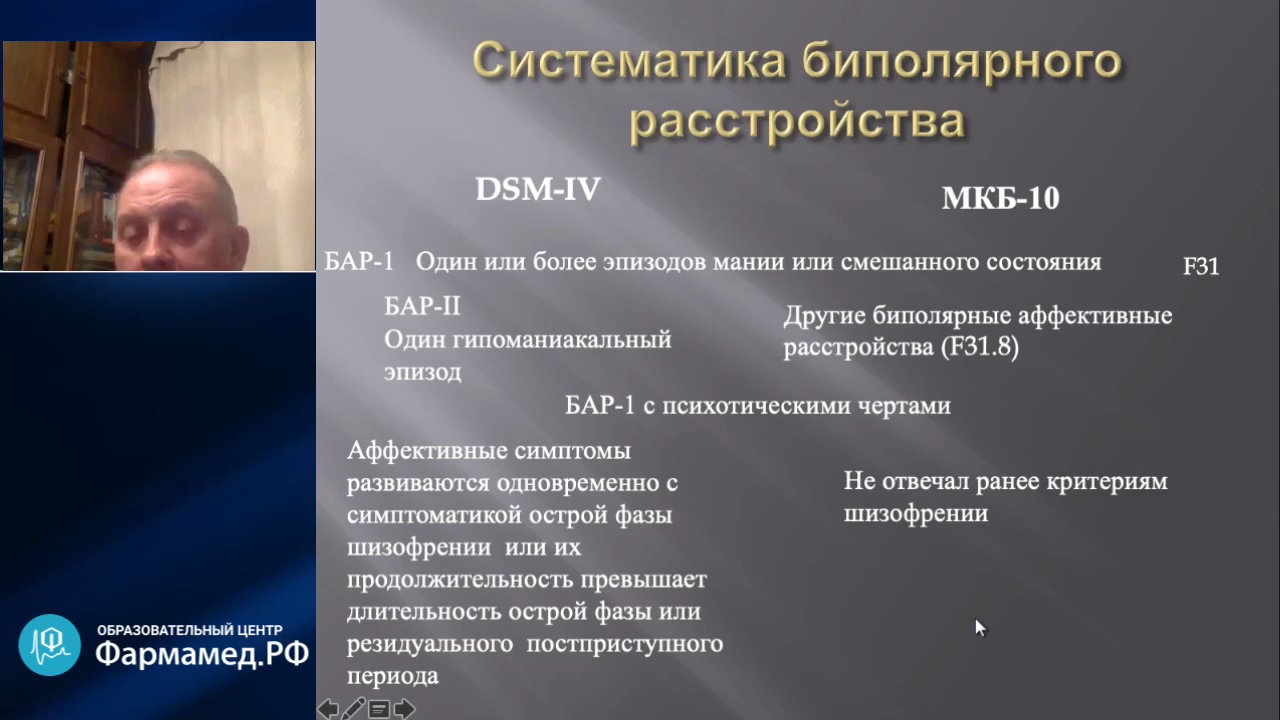 Систематика биполярного
расстройства
DSM-IV
МКБ-10
БАР-1 Один или более эпизодов мании или смешанного состояния
F31
БАР-II
Один гипоманиакальный
эпизод
Другие биполярные аффективные
расстройства (F31.8)
БАР-1 с психотическими чертами
Аффективные симптомы
развиваются одновременно с
симптоматикой острой фазы
шизофрении или их
продолжительность превышает
длительность острой фазы или
резидуального постприступного
периода
Не отвечал ранее критериям
шизофрении
ОБРАЗОВАТЕЛЬНЫЙ ЦЕНТР
Фармамед.РФ